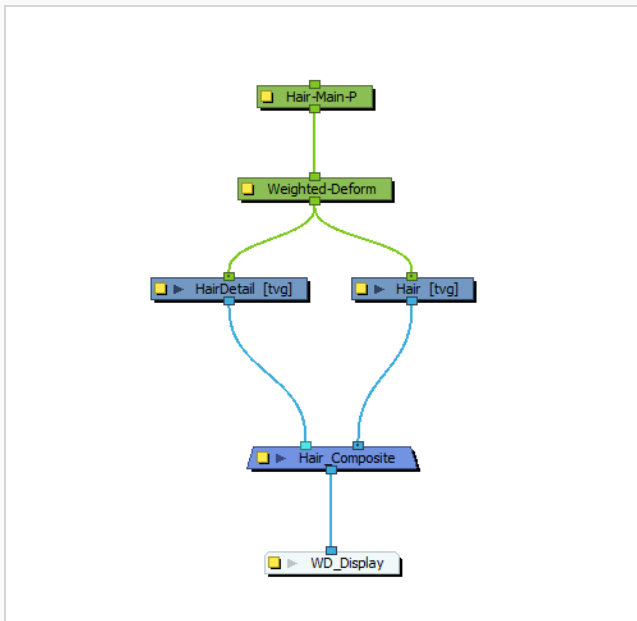 Hair-Main-P
Weighted-Deform
HairDetail [tvg]
Hair [tvg]
Hair_Composite
WD_Display